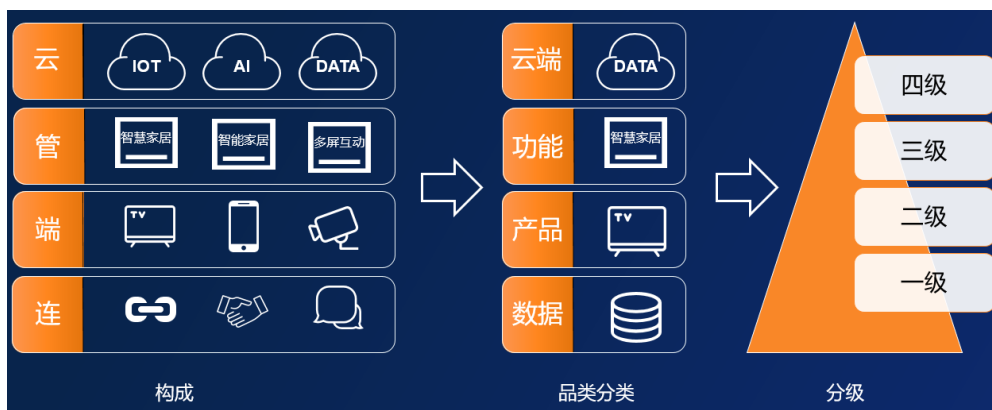 云
IOT
AI
DATA
管
智慧家居
智能家居
多屏互动
端
TV
连
构成
云端
DATA
功能
智慧家居
产品
TV
数据
品类分类
四级
三级
二级
一级
分级